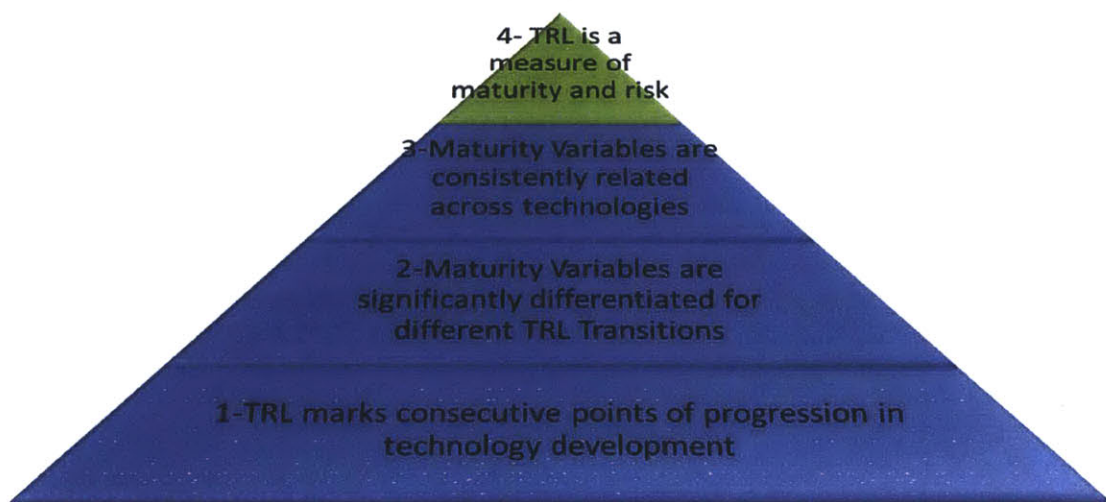 4- TRL is a
measure of
maturity and risk
3-Maturity Variables are
consistently related
across technologies
2-Maturity Variables are
significantly differentiated for
different TRL Transitions
1-TRL marks consecutive points of progression in
technology development